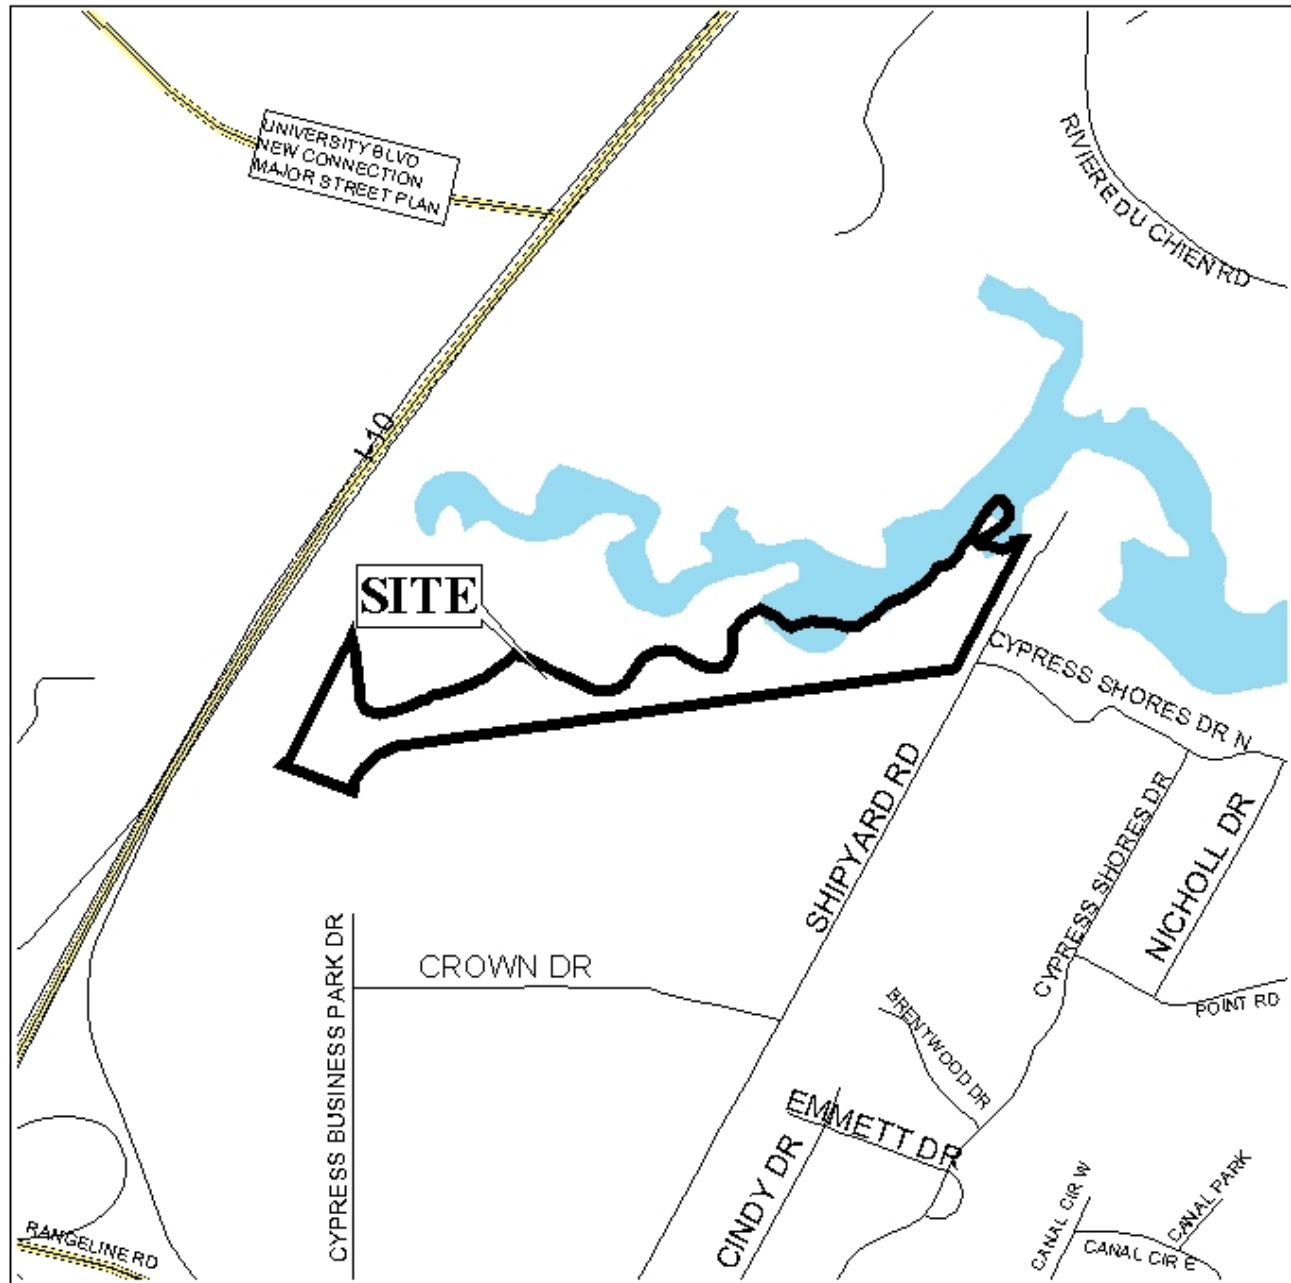 UNIVERSITY BLVD
NEW CONNECTION
MAJOR STREET PLAN
RIVIERE DU CHIEN RD
I-10
SITE
CYPRESS SHORES DR N
SHIPYARD RD
CYPRESS SHORES DR
NICHOLL DR
CROWN DR
CYPRESS BUSINESS PARK DR
BRENTWOOD DR
POINT RD
EMMETT DR
CINDY DR
CANAL CIR W
CANAL PARK
CANAL CIR E
RANGELINE RD